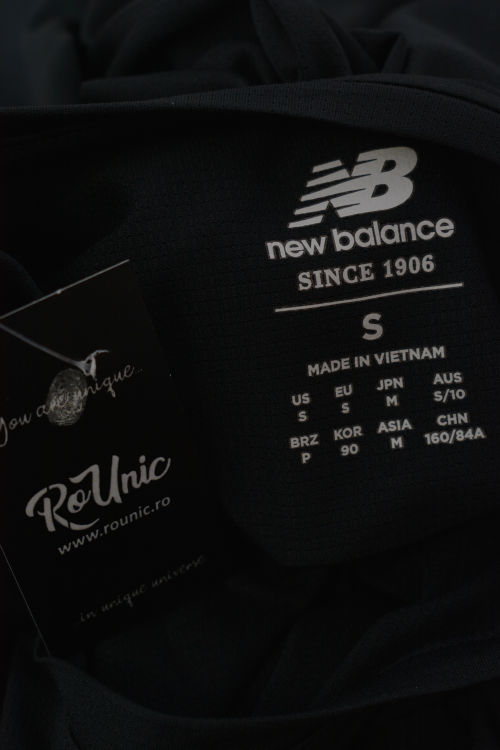 NB
new balance
SINCE 1906
S
MADE IN VIETNAM
US EU JPN AUS
S S M S/10
BRZ KOR ASIA CHN
P 90 M 160/84A
You are unique..
RoUnic
www.rounic.ro
in unique universe